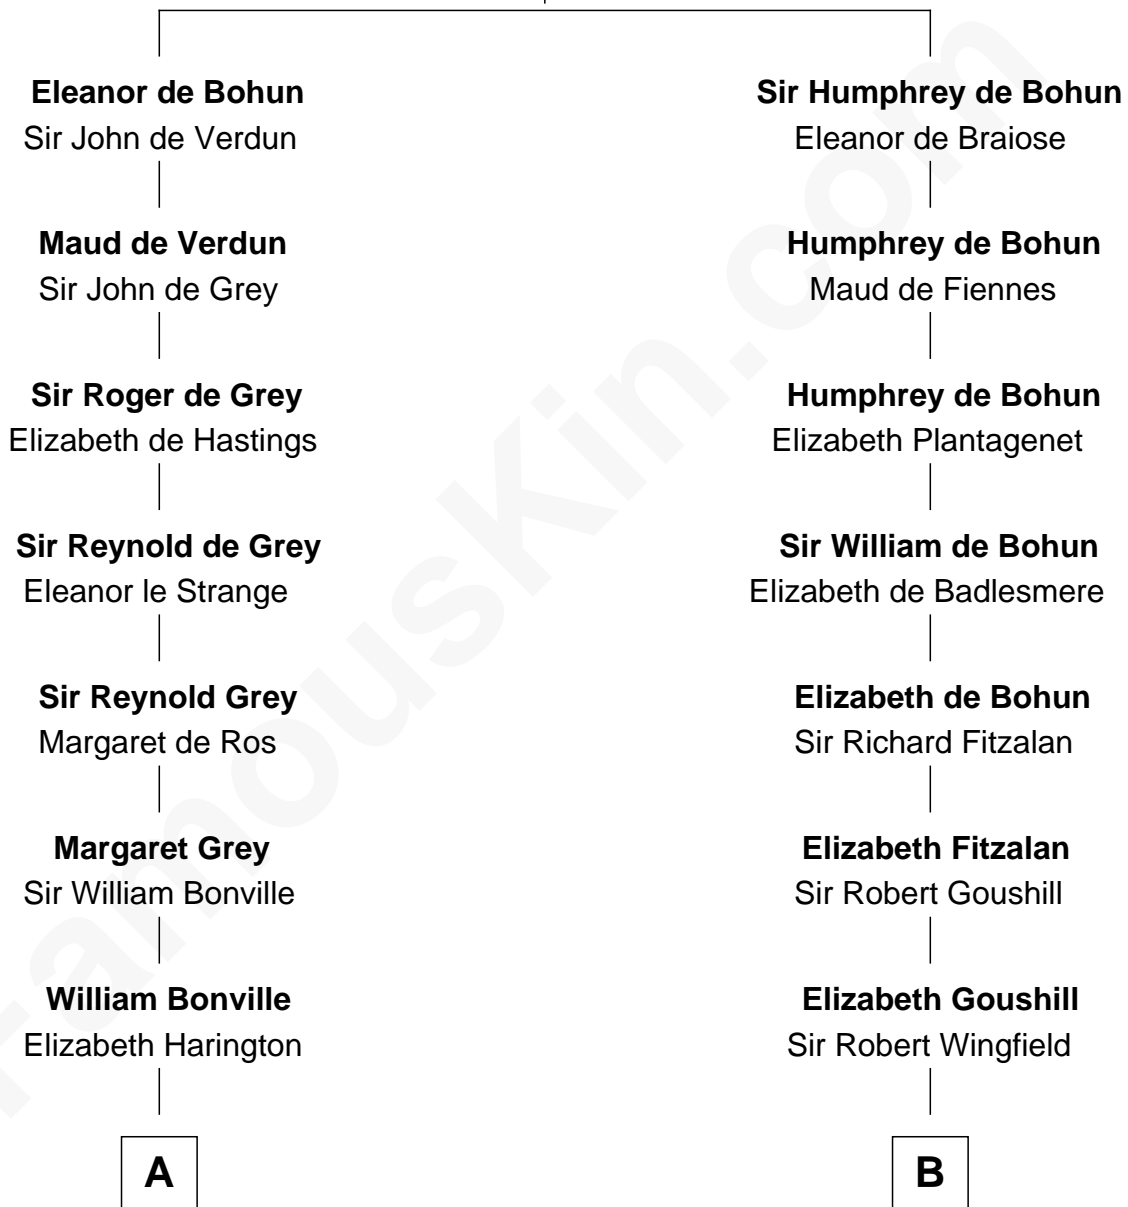 Eleanor de Bohun
Sir John de Verdun
Maud de Verdun
Sir John de Grey
Sir Roger de Grey
Elizabeth de Hastings
Sir Reynold de Grey
Eleanor le Strange
Sir Reynold Grey
Margaret de Ros
Margaret Grey
Sir William Bonville
William Bonville
Elizabeth Harington
A
Sir Humphrey de Bohun
Eleanor de Braiose
Humphrey de Bohun
Maud de Fiennes
Humphrey de Bohun
Elizabeth Plantagenet
Sir William de Bohun
Elizabeth de Badlesmere
Elizabeth de Bohun
Sir Richard Fitzalan
Elizabeth Fitzalan
Sir Robert Goushill
Elizabeth Goushill
Sir Robert Wingfield
B
FamousKin.com